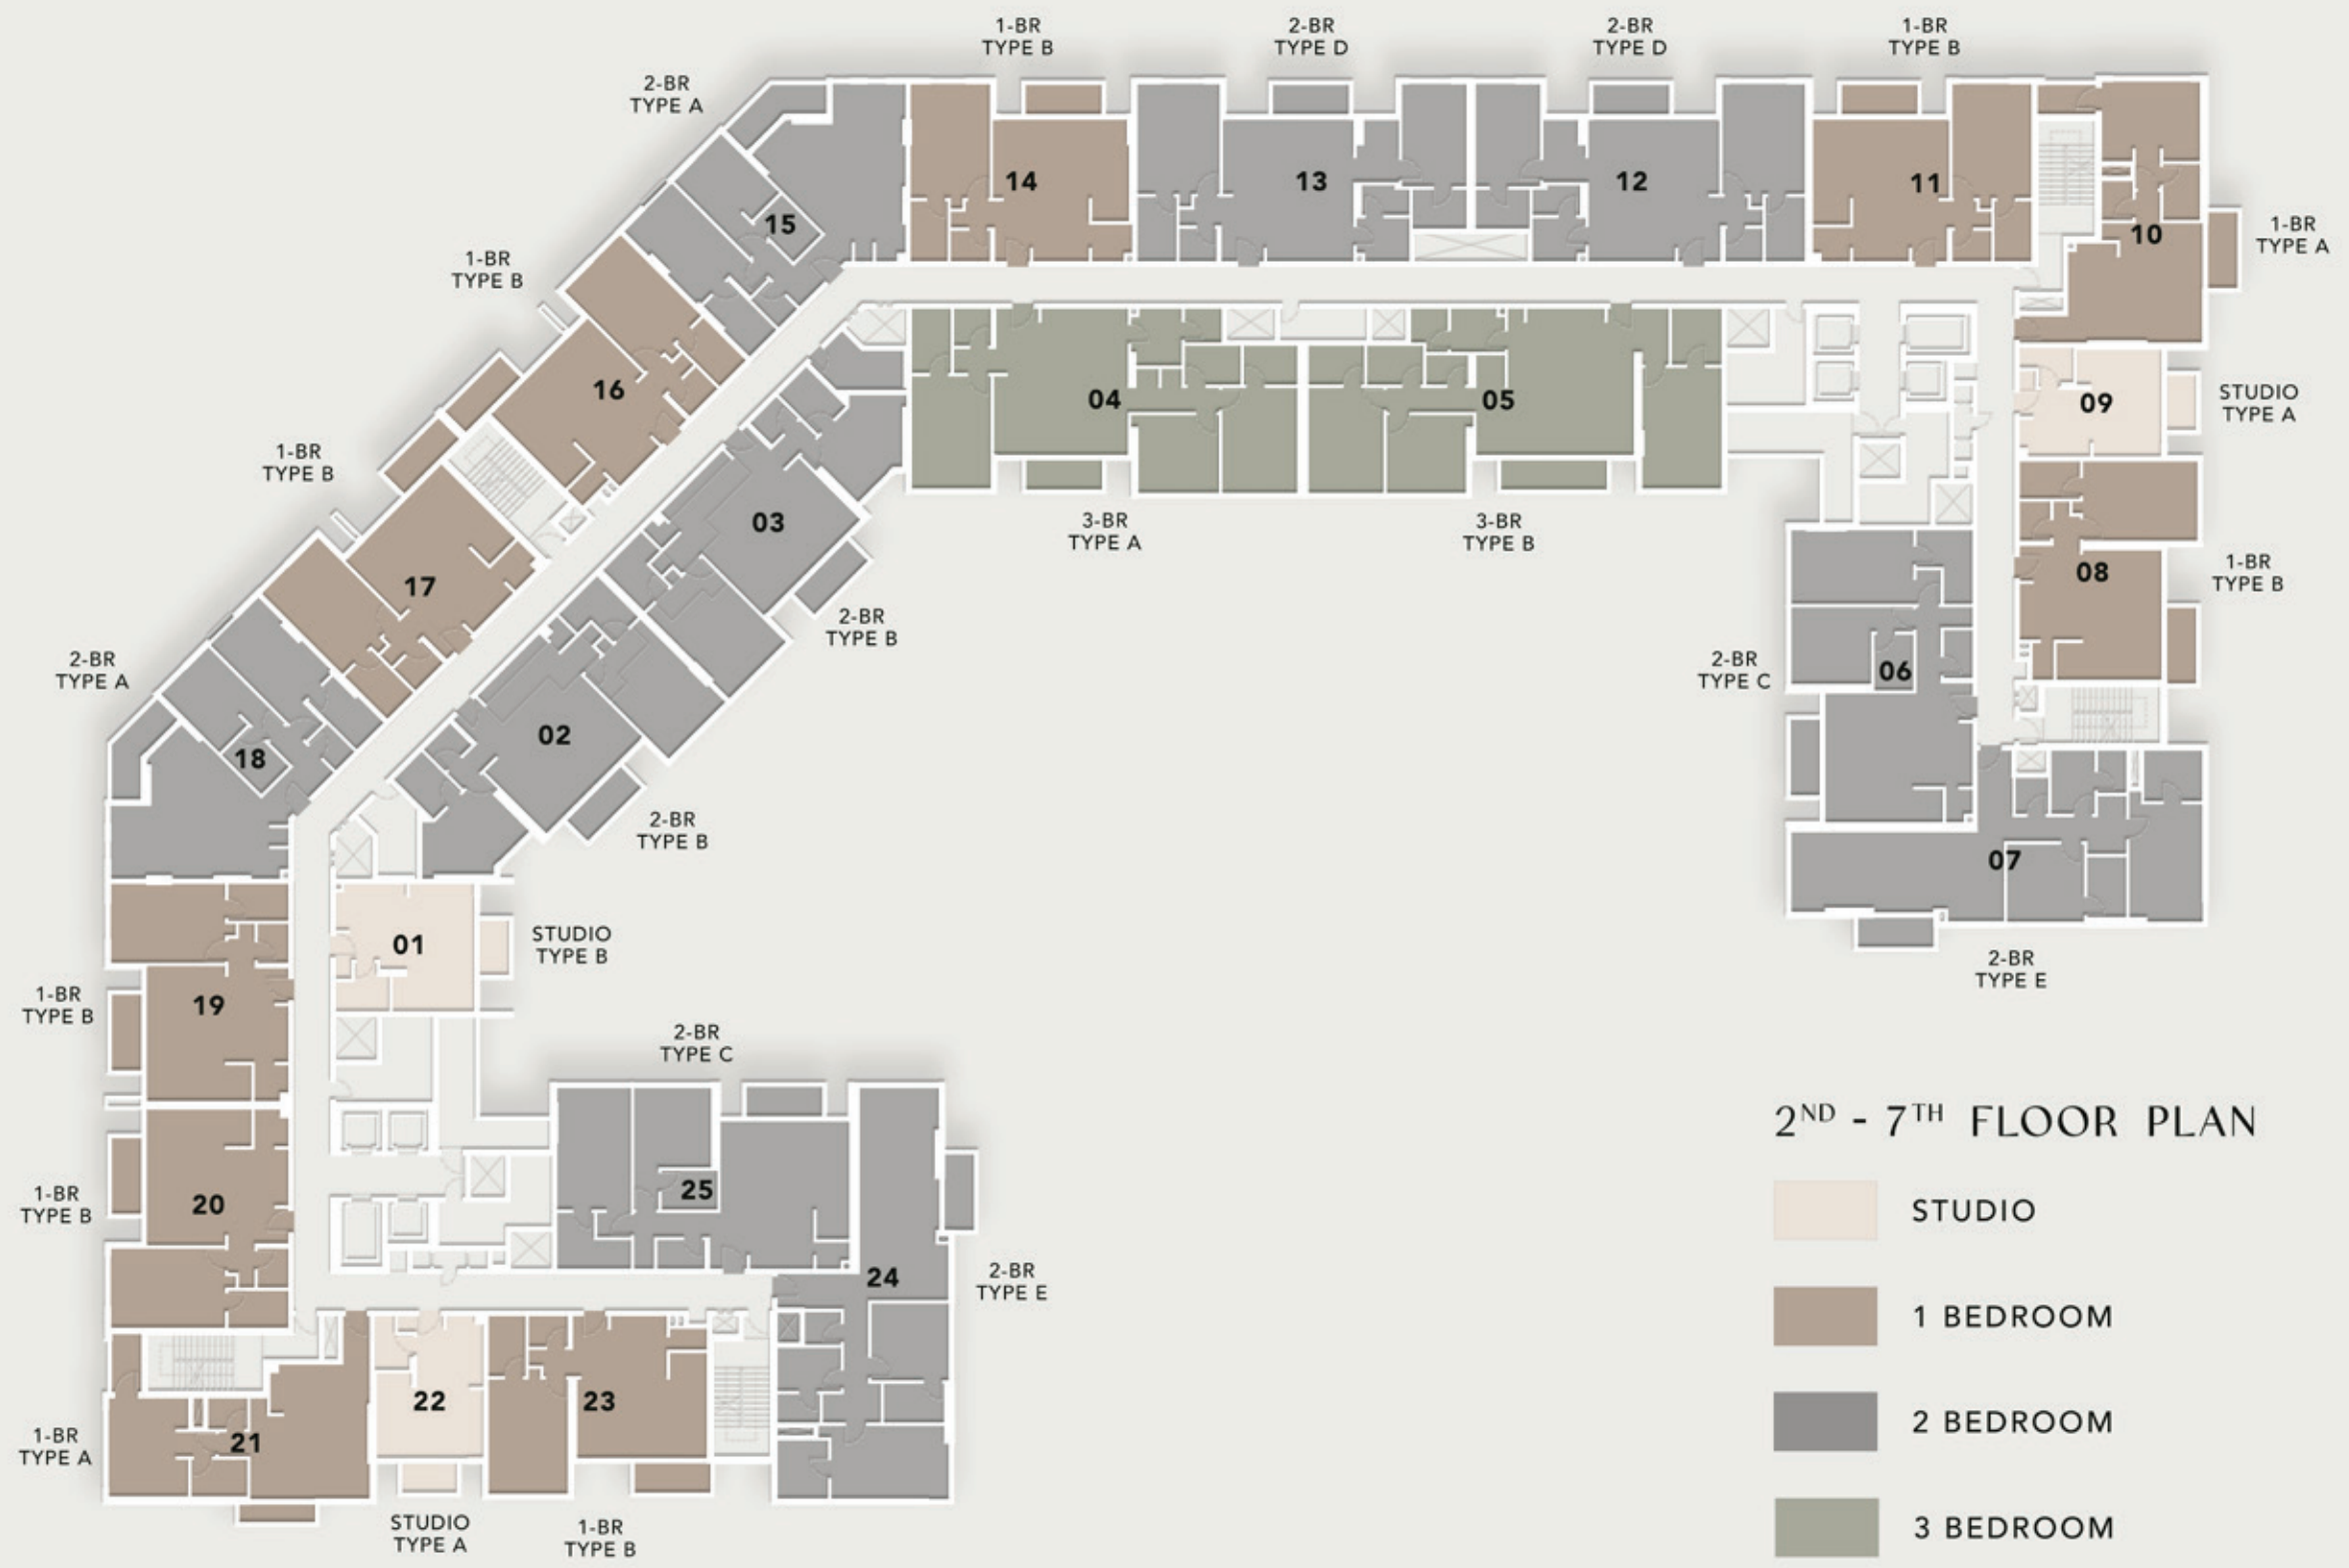 1-BR
TYPE B
2-BR
TYPE D
2-BR
TYPE D
1-BR
TYPE B
2-BR
TYPE A
14
13
12
11
15
10
1-BR
TYPE A
1-BR
TYPE B
16
04
05
09
STUDIO
TYPE A
1-BR
TYPE B
03
3-BR
TYPE A
3-BR
TYPE B
17
08
1-BR
TYPE B
2-BR
TYPE B
2-BR
TYPE A
2-BR
TYPE C
06
18
02
2-BR
TYPE B
07
01
STUDIO
TYPE B
2-BR
TYPE E
1-BR
TYPE B
19
2-BR
TYPE C
1-BR
TYPE B
20
25
24
2-BR
TYPE E
1-BR
TYPE A
21
22
23
STUDIO
TYPE A
1-BR
TYPE B
2ND - 7TH FLOOR PLAN
STUDIO
1 BEDROOM
2 BEDROOM
3 BEDROOM